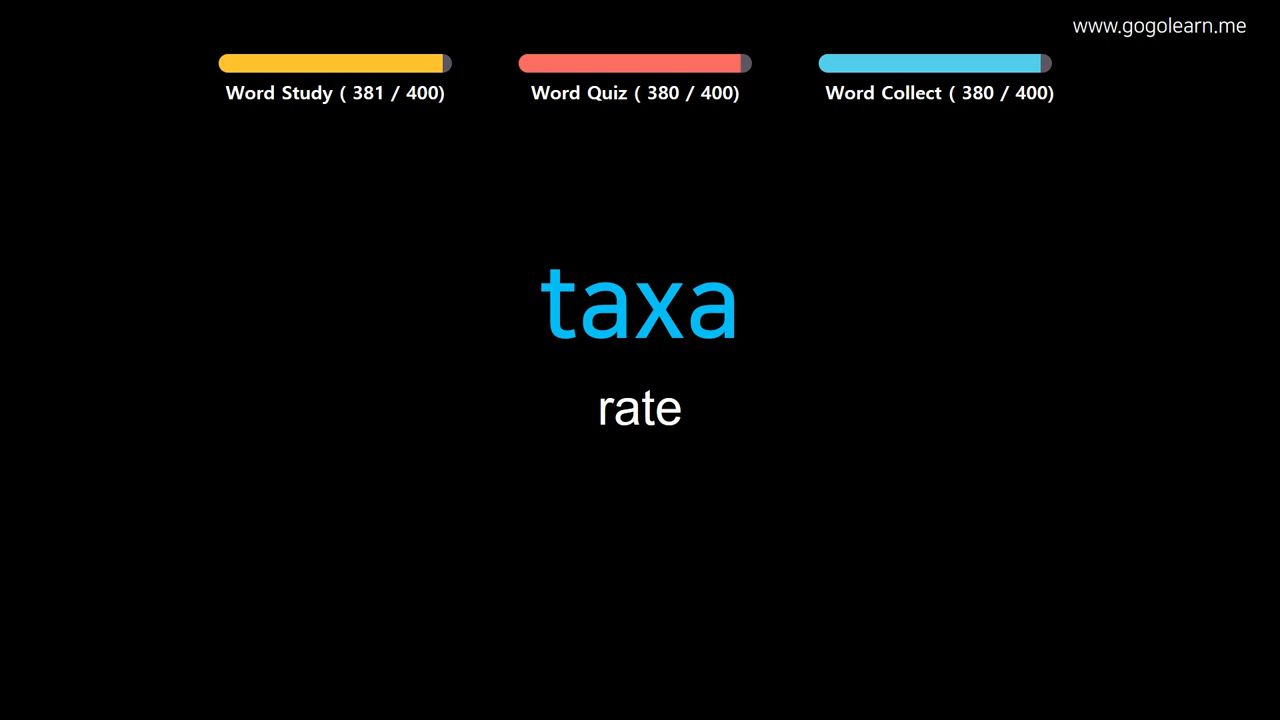 www.gogolearn.me
Word Study ( 381 / 400)
Word Quiz ( 380 / 400)
Word Collect ( 380 / 400)
taxa
rate